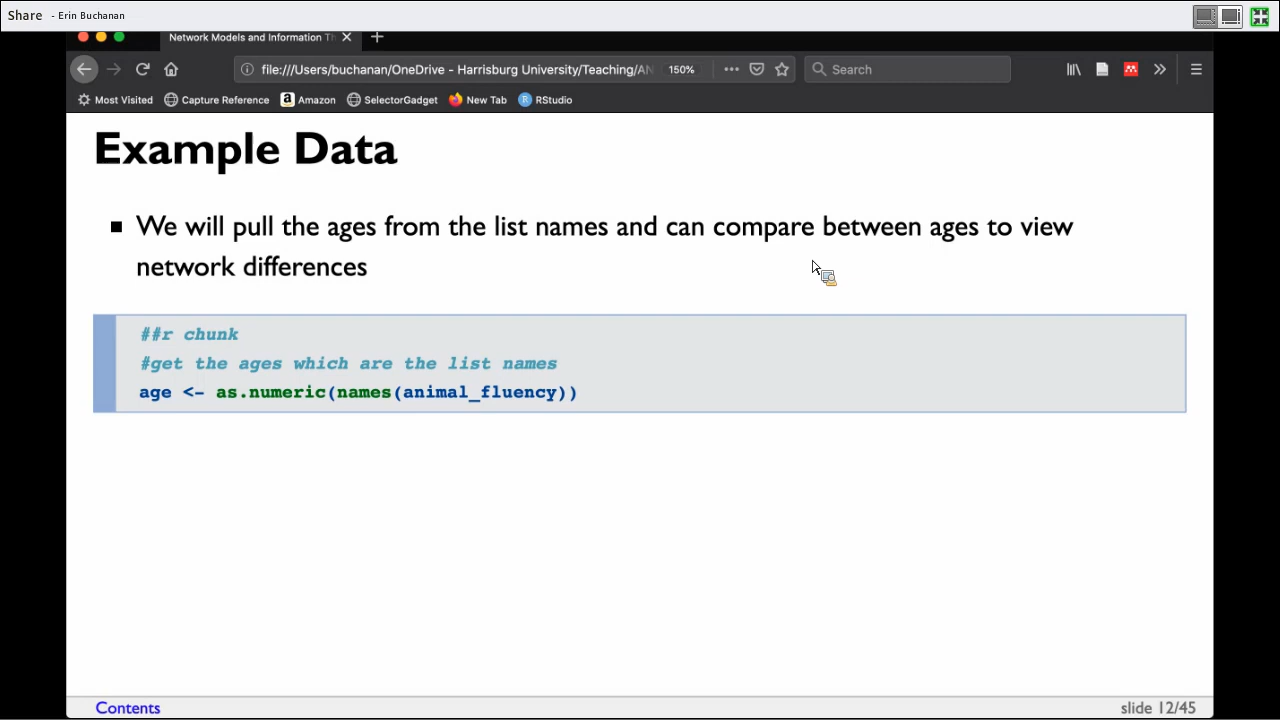 Share - Erin Buchanan
Network Models and Information Th
file:///Users/buchanan/OneDrive - Harrisburg University/Teaching/AN
150%
Search
Most Visited
Capture Reference
Amazon
SelectorGadget
New Tab
RStudio
Example Data
We will pull the ages from the list names and can compare between ages to view
network differences
##r chunk
#get the ages which are the list names
age <- as.numeric(names(animal_fluency))
Contents
slide 12/45